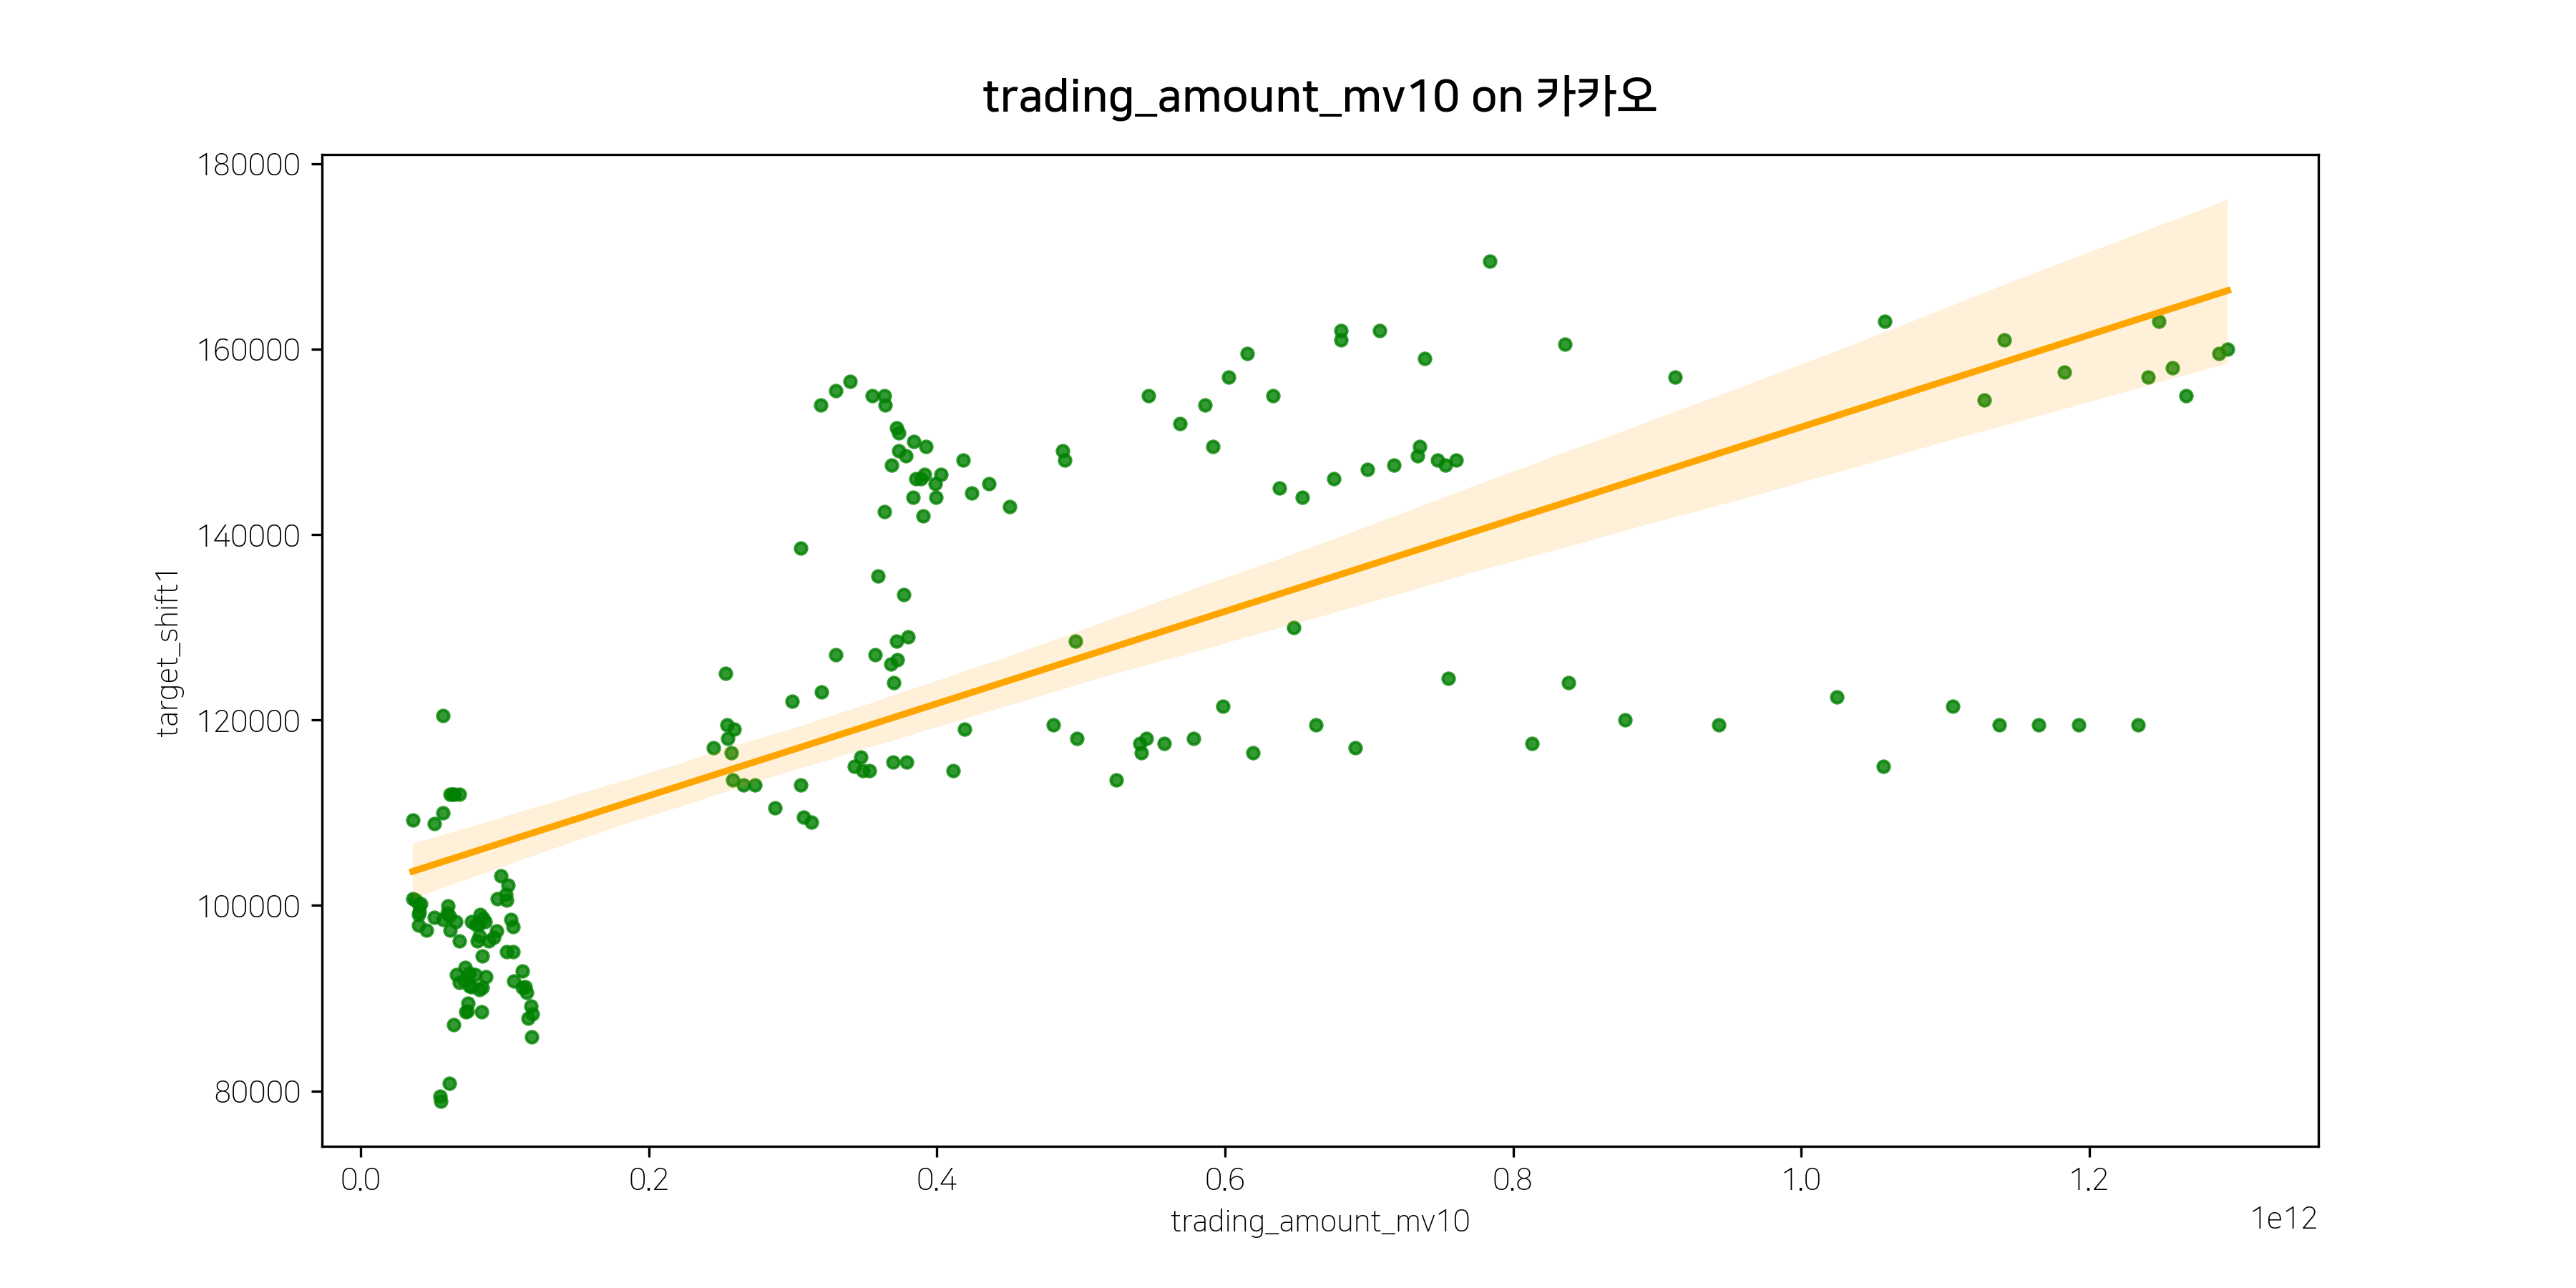 trading_amount_mv10 on 카카오
180000
160000
140000
120000
100000
80000
target_shift1
0.0 0.2 0.4 0.6 0.8 1.0 1.2
1e12
trading_amount_mv10